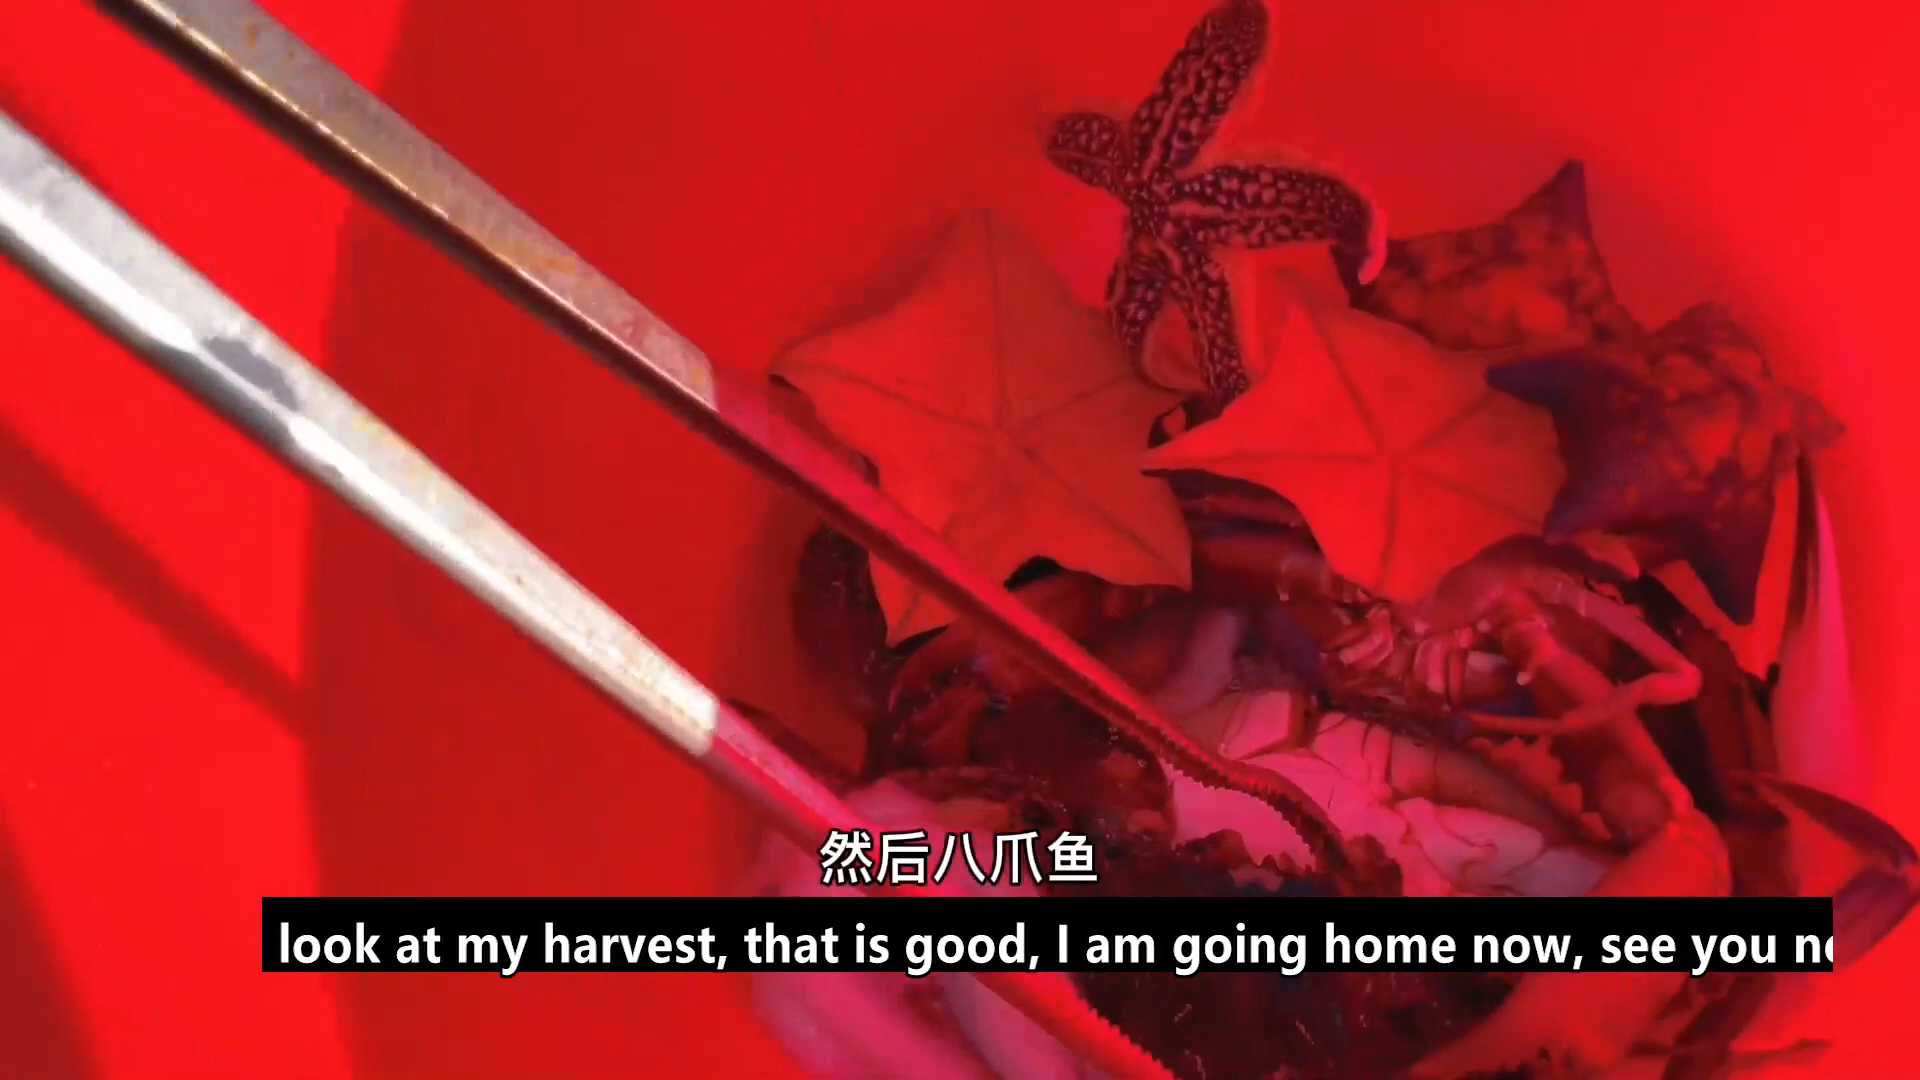 然后八爪鱼
look at my harvest, that is good, I am going home now, see you